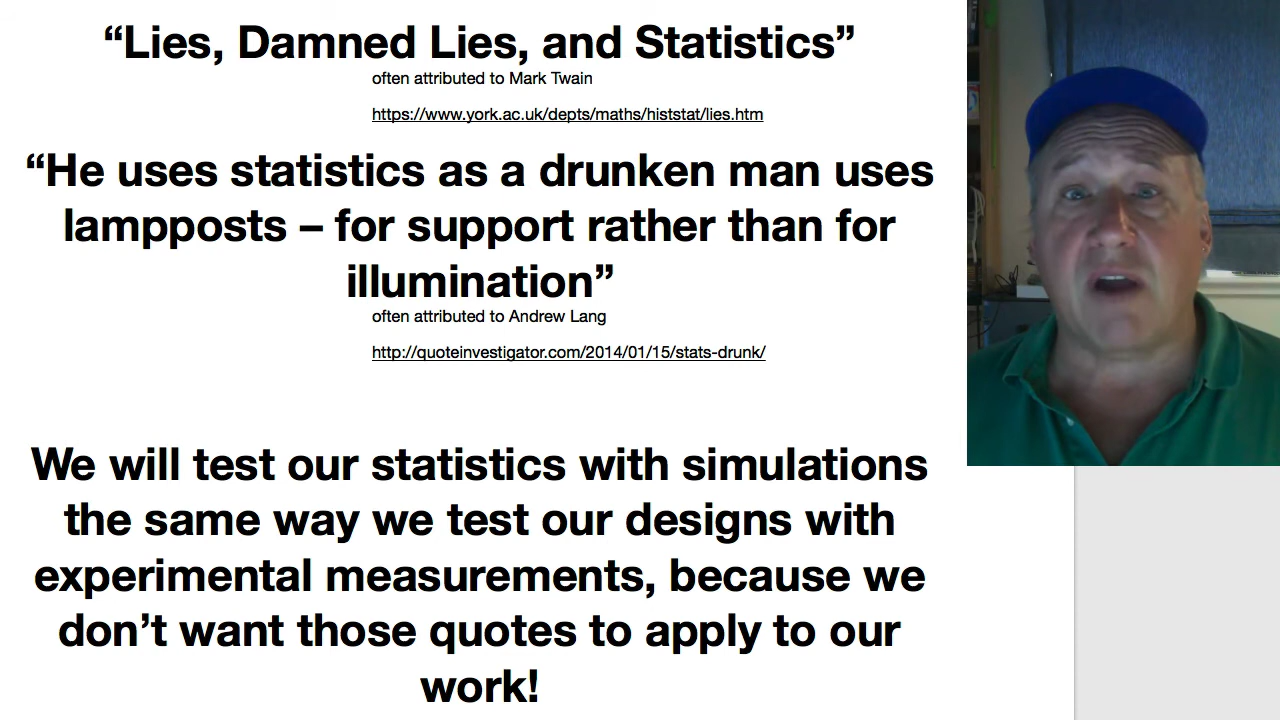 “Lies, Damned Lies, and Statistics”
often attributed to Mark Twain
https://www.york.ac.uk/depts/maths/histstat/lies.htm
“He uses statistics as a drunken man uses
lampposts – for support rather than for
illumination”
often attributed to Andrew Lang
http://quoteinvestigator.com/2014/01/15/stats-drunk/
We will test our statistics with simulations
the same way we test our designs with
experimental measurements, because we
don’t want those quotes to apply to our
work!